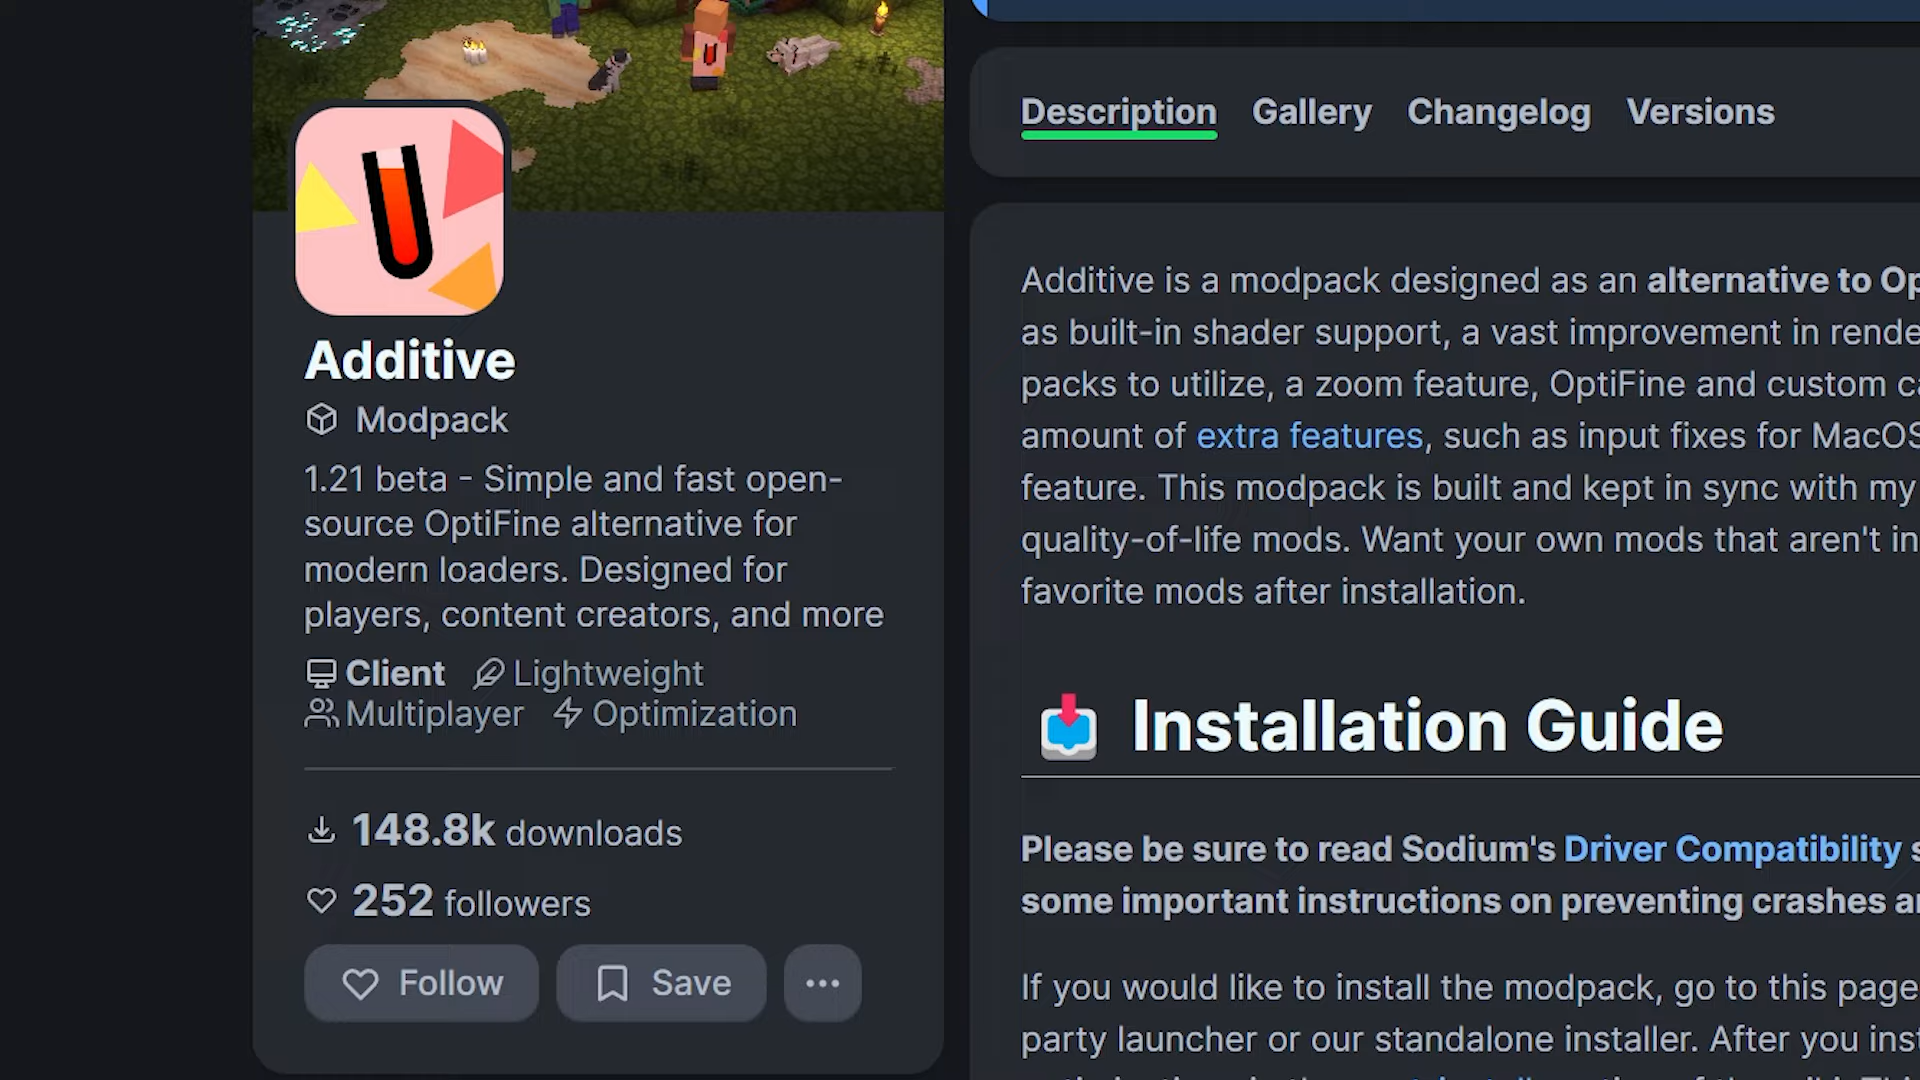 Description Gallery Changelog Versions
Additive
Modpack
1.21 beta - Simple and fast open-
source OptiFine alternative for
modern loaders. Designed for
players, content creators, and more
Client Lightweight
Multiplayer Optimization
148.8k downloads
252 followers
Follow Save
Additive is a modpack designed as an alternative to Op
as built-in shader support, a vast improvement in rende
packs to utilize, a zoom feature, OptiFine and custom ca
amount of extra features, such as input fixes for MacOS
feature. This modpack is built and kept in sync with my
quality-of-life mods. Want your own mods that aren't in
favorite mods after installation.
Installation Guide
Please be sure to read Sodium's Driver Compatibility s
some important instructions on preventing crashes a
If you would like to install the modpack, go to this page
party launcher or our standalone installer. After you inst